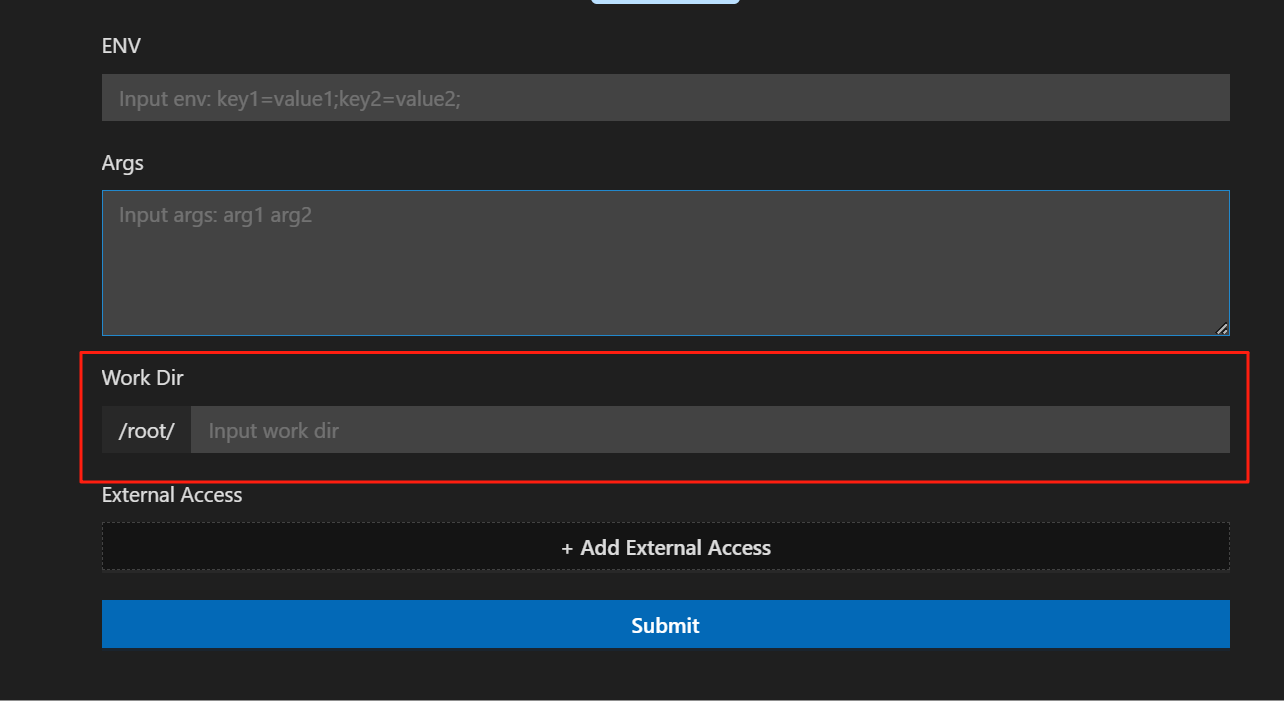 ENV
Input env: key1=value1;key2=value2;
Args
Input args: arg1 arg2
Work Dir
/root/ Input work dir
External Access
+ Add External Access
Submit